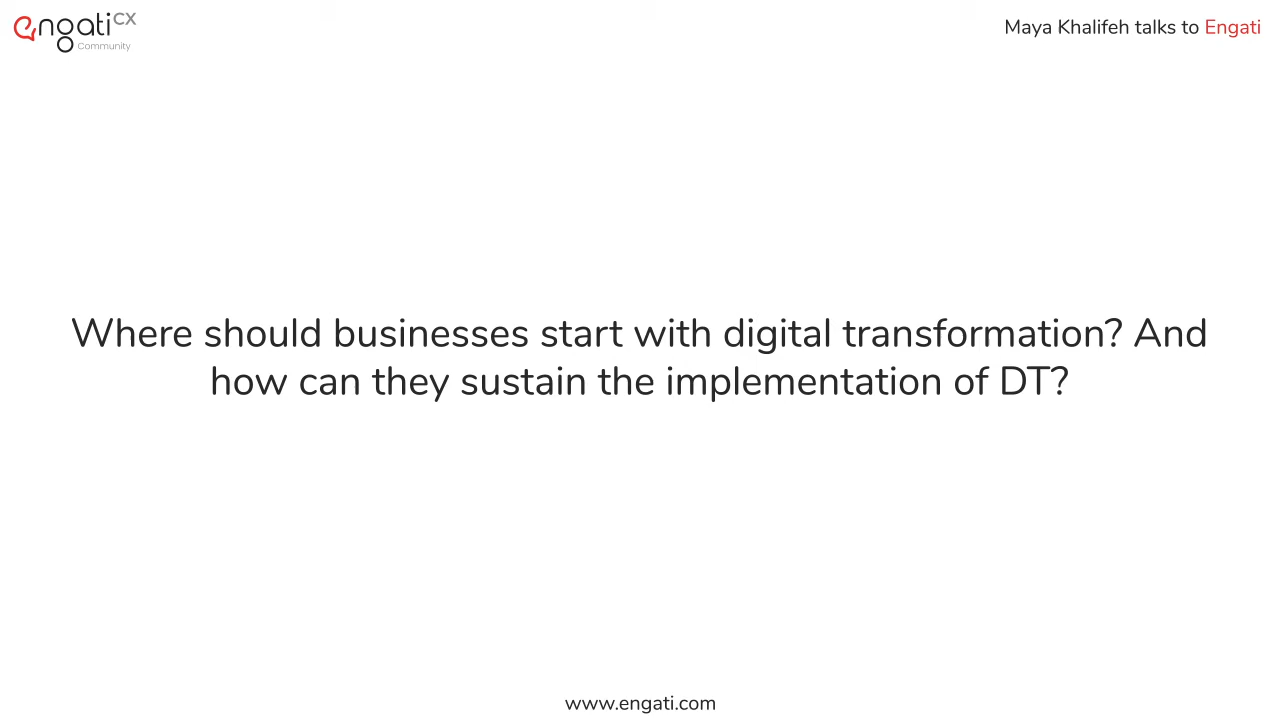 engati CX
Community
Maya Khalifeh talks to Engati
Where should businesses start with digital transformation? And
how can they sustain the implementation of DT?
www.engati.com